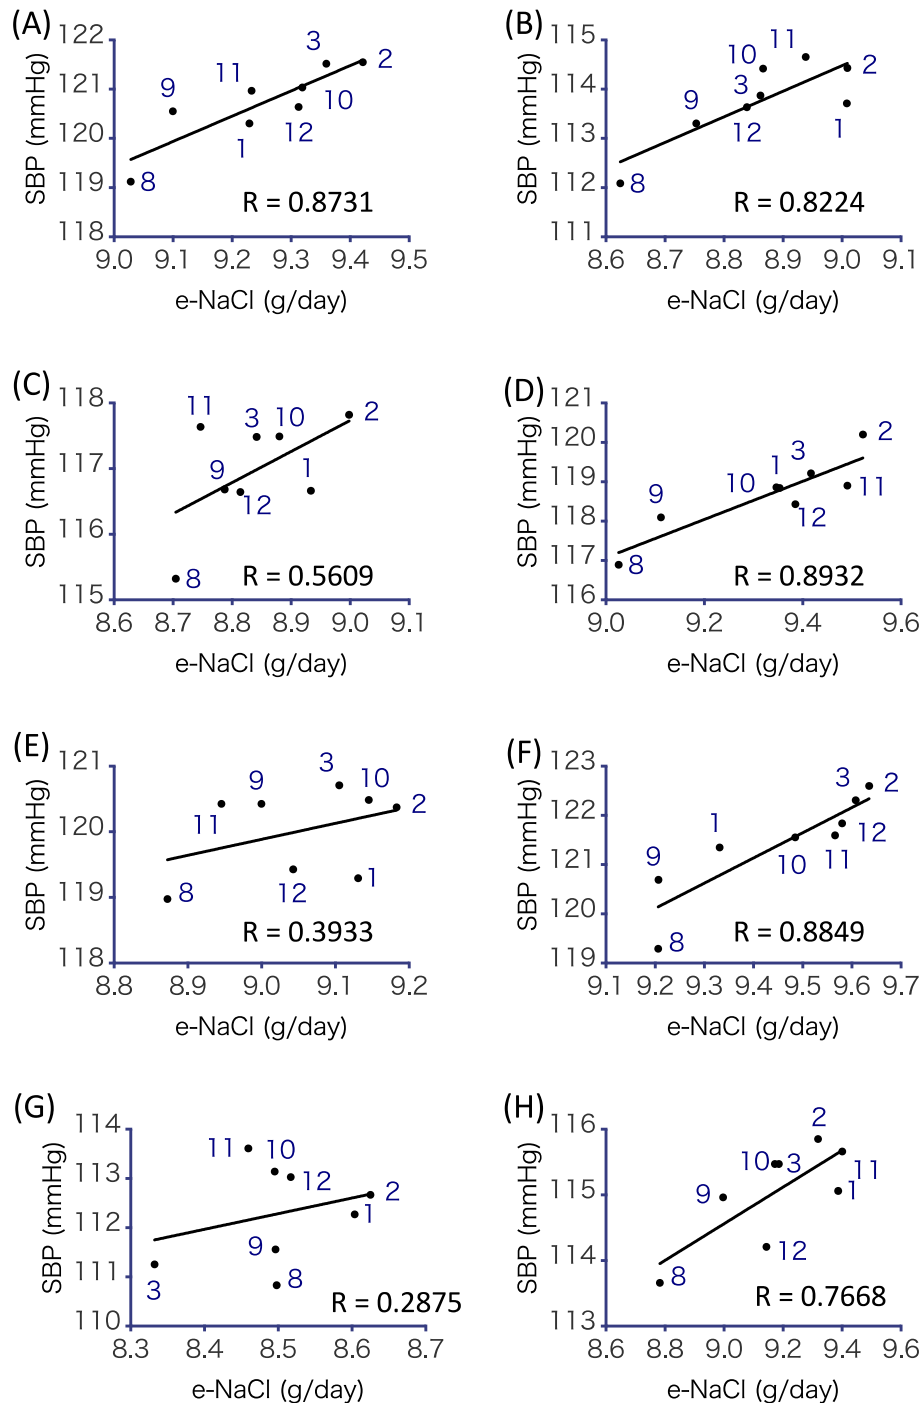 (A)
SBP (mmHg)
122
121
120
119
118
3
2
9
11
10
1
12
8
R = 0.8731
9.0 9.1 9.2 9.3 9.4 9.5
e-NaCl (g/day)
(B)
SBP (mmHg)
115
114
113
112
111
11
10
2
3
9
12
1
8
R = 0.8224
8.6 8.7 8.8 8.9 9.0 9.1
e-NaCl (g/day)
(C)
SBP (mmHg)
118
117
116
115
11
3
10
2
9
1
12
8
R = 0.5609
8.6 8.7 8.8 8.9 9.0 9.1
e-NaCl (g/day)
(D)
SBP (mmHg)
121
120
119
118
117
116
2
3
1
10
11
9
12
8
R = 0.8932
9.0 9.2 9.4 9.6
e-NaCl (g/day)
(E)
SBP (mmHg)
121
120
119
118
3
9
10
2
11
8
12
1
R = 0.3933
8.8 8.9 9.0 9.1 9.2
e-NaCl (g/day)
(F)
SBP (mmHg)
123
122
121
120
119
3
2
1
12
9
10
11
8
R = 0.8849
9.1 9.2 9.3 9.4 9.5 9.6 9.7
e-NaCl (g/day)
(G)
SBP (mmHg)
114
113
112
111
110
11
10
12
2
1
9
3
8
R = 0.2875
8.3 8.4 8.5 8.6 8.7
e-NaCl (g/day)
(H)
SBP (mmHg)
116
115
114
113
2
10
3
11
9
1
12
8
R = 0.7668
8.6 8.8 9.0 9.2 9.4 9.6
e-NaCl (g/day)